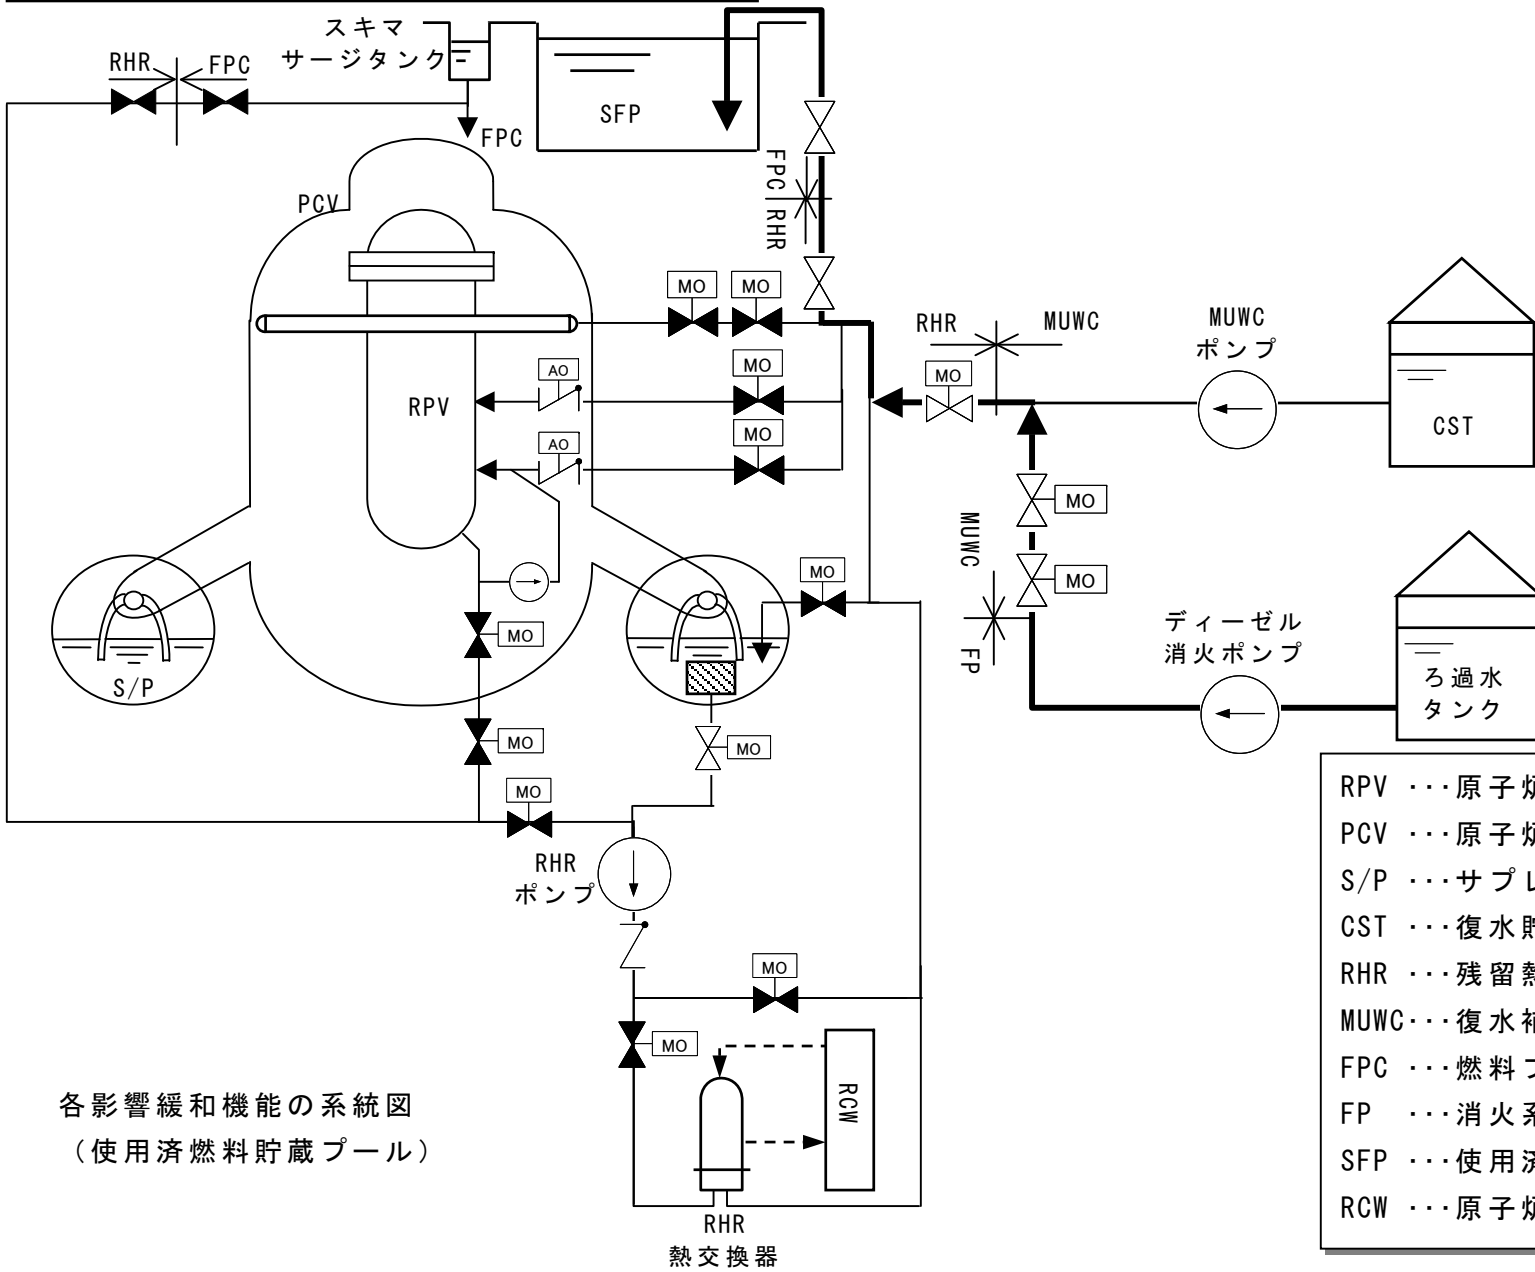 スキマ
サージタンク
RHR
FPC
SFP
FPC
FPC
RHR
PCV
MO
MO
RHR
MUWC
MUWC
ポンプ
AO
MO
MO
RPV
CST
AO
MO
MO
MUWC
MO
MO
FP
ディーゼル
消火ポンプ
ろ過水
タンク
MO
S/P
MO
MO
MO
RHR
ポンプ
MO
MO
RCW
RHR
熱交換器
各影響緩和機能の系統図
(使用済燃料貯蔵プール)
RPV ···原子炉
PCV ···原子炉
S/P ···サプレ
CST ···復水貯
RHR ···残留熱
MUWC···復水補
FPC ···燃料プ
FP ···消火系
SFP ···使用済
RCW ···原子炉